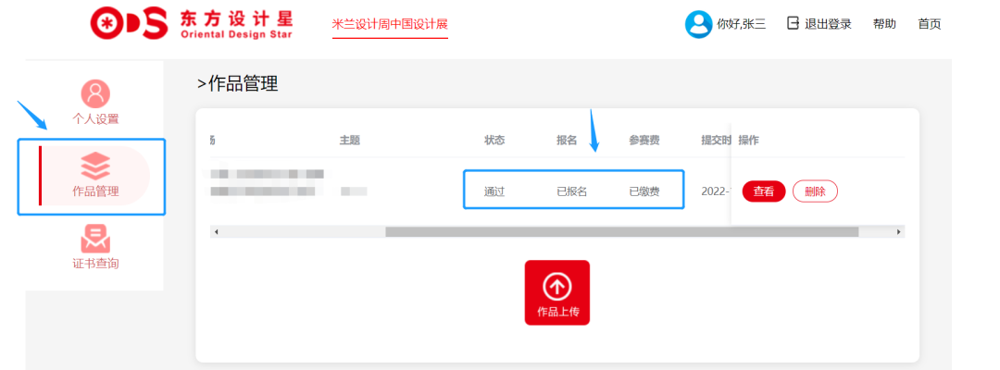 ODS 东方设计星
Oriental Design Star
米兰设计周中国设计展
你好,张三
退出登录
帮助
首页
个人设置
作品管理
证书查询
>作品管理
主题 状态 报名 参赛费 提交时 操作
通过 已报名 已缴费 2022- 查看 删除
作品上传